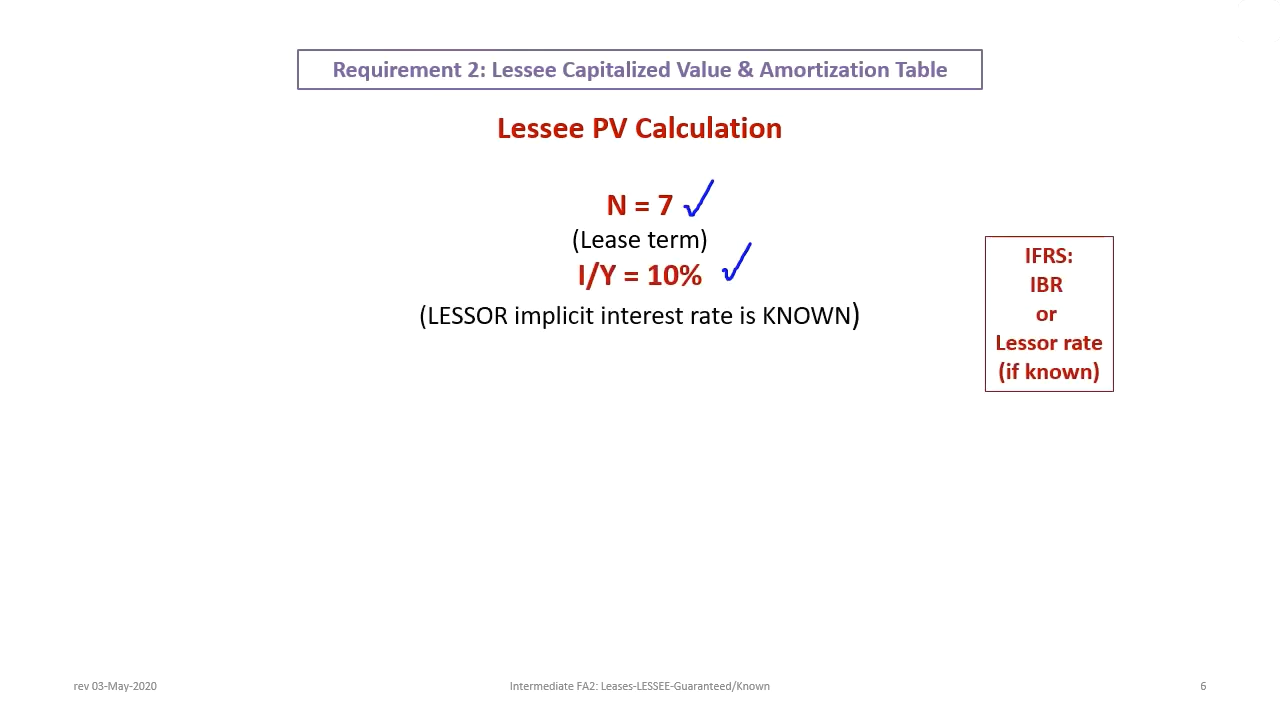 Requirement 2: Lessee Capitalized Value & Amortization Table
Lessee PV Calculation
N = 7
(Lease term)
I/Y = 10%
(LESSOR implicit interest rate is KNOWN)
IFRS:
IBR
or
Lessor rate
(if known)
rev 03-May-2020
Intermediate FA2: Leases-LESSEE-Guaranteed/Known
6